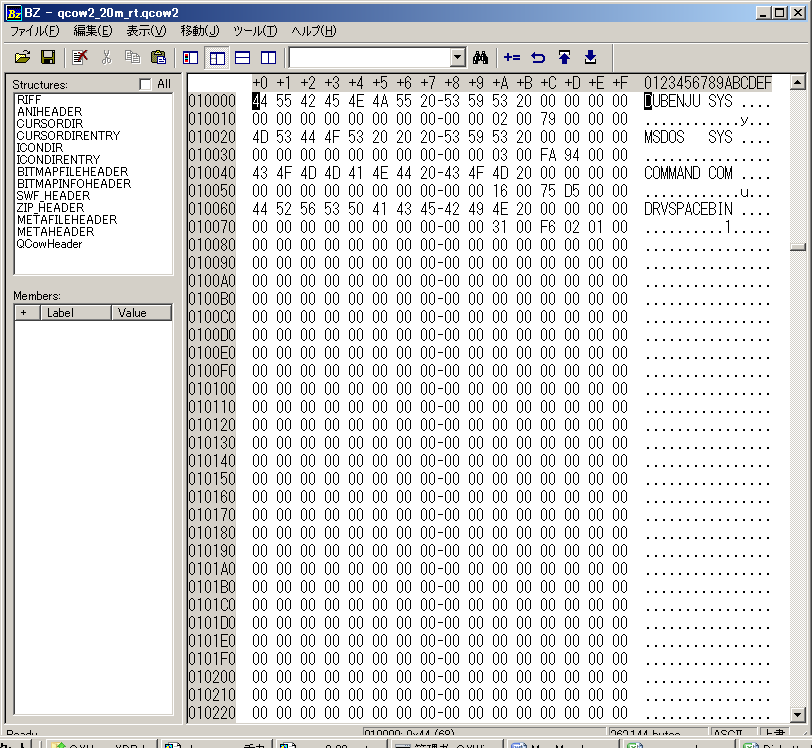 BZ - qcow2_20m_rt.qcow2
ファイル(F) 編集(E) 表示(V) 移動(J) ツール(T) ヘルプ(H)
Structures: All
RIFF
ANIHEADER
CURSORDIR
CURSORDIRENTRY
ICONDIR
ICONDIRENTRY
BITMAPFILEHEADER
BITMAPINFOHEADER
SWF_HEADER
ZIP_HEADER
METAFILEHEADER
METAHEADER
QCowHeader
Members:
+ Label Value
+0 +1 +2 +3 +4 +5 +6 +7 +8 +9 +A +B +C +D +E +F 0123456789ABCDEF
010000 44 55 42 45 4E 4A 55 20-53 59 53 20 00 00 00 00 DUBENJU SYS ....
010010 00 00 00 00 00 00 00 00-00 00 02 00 79 00 00 00 ............y...
010020 4D 53 44 4F 53 20 20 20-53 59 53 20 00 00 00 00 MSDOS   SYS ....
010030 00 00 00 00 00 00 00 00-00 00 03 00 FA 94 00 00 ................
010040 43 4F 4D 4D 41 4E 44 20-43 4F 4D 20 00 00 00 00 COMMAND COM ....
010050 00 00 00 00 00 00 00 00-00 00 16 00 75 D5 00 00 ............u.
010060 44 52 56 53 50 41 43 45-42 49 4E 20 00 00 00 00 DRVSPACEBIN ....
010070 00 00 00 00 00 00 00 00-00 00 31 00 F6 02 01 00 ..........1.
010080 00 00 00 00 00 00 00 00-00 00 00 00 00 00 00 00 ................
010090 00 00 00 00 00 00 00 00-00 00 00 00 00 00 00 00 ................
0100A0 00 00 00 00 00 00 00 00-00 00 00 00 00 00 00 00 ................
0100B0 00 00 00 00 00 00 00 00-00 00 00 00 00 00 00 00 ................
0100C0 00 00 00 00 00 00 00 00-00 00 00 00 00 00 00 00 ................
0100D0 00 00 00 00 00 00 00 00-00 00 00 00 00 00 00 00 ................
0100E0 00 00 00 00 00 00 00 00-00 00 00 00 00 00 00 00 ................
0100F0 00 00 00 00 00 00 00 00-00 00 00 00 00 00 00 00 ................
010100 00 00 00 00 00 00 00 00-00 00 00 00 00 00 00 00 ................
010110 00 00 00 00 00 00 00 00-00 00 00 00 00 00 00 00 ................
010120 00 00 00 00 00 00 00 00-00 00 00 00 00 00 00 00 ................
010130 00 00 00 00 00 00 00 00-00 00 00 00 00 00 00 00 ................
010140 00 00 00 00 00 00 00 00-00 00 00 00 00 00 00 00 ................
010150 00 00 00 00 00 00 00 00-00 00 00 00 00 00 00 00 ................
010160 00 00 00 00 00 00 00 00-00 00 00 00 00 00 00 00 ................
010170 00 00 00 00 00 00 00 00-00 00 00 00 00 00 00 00 ................
010180 00 00 00 00 00 00 00 00-00 00 00 00 00 00 00 00 ................
010190 00 00 00 00 00 00 00 00-00 00 00 00 00 00 00 00 ................
0101A0 00 00 00 00 00 00 00 00-00 00 00 00 00 00 00 00 ................
0101B0 00 00 00 00 00 00 00 00-00 00 00 00 00 00 00 00 ................
0101C0 00 00 00 00 00 00 00 00-00 00 00 00 00 00 00 00 ................
0101D0 00 00 00 00 00 00 00 00-00 00 00 00 00 00 00 00 ................
0101E0 00 00 00 00 00 00 00 00-00 00 00 00 00 00 00 00 ................
0101F0 00 00 00 00 00 00 00 00-00 00 00 00 00 00 00 00 ................
010200 00 00 00 00 00 00 00 00-00 00 00 00 00 00 00 00 ................
010210 00 00 00 00 00 00 00 00-00 00 00 00 00 00 00 00 ................
010220 00 00 00 00 00 00 00 00-00 00 00 00 00 00 00 00 ................
Ready 010000: 0x44 (68) 262144 bytes ASCII 上書